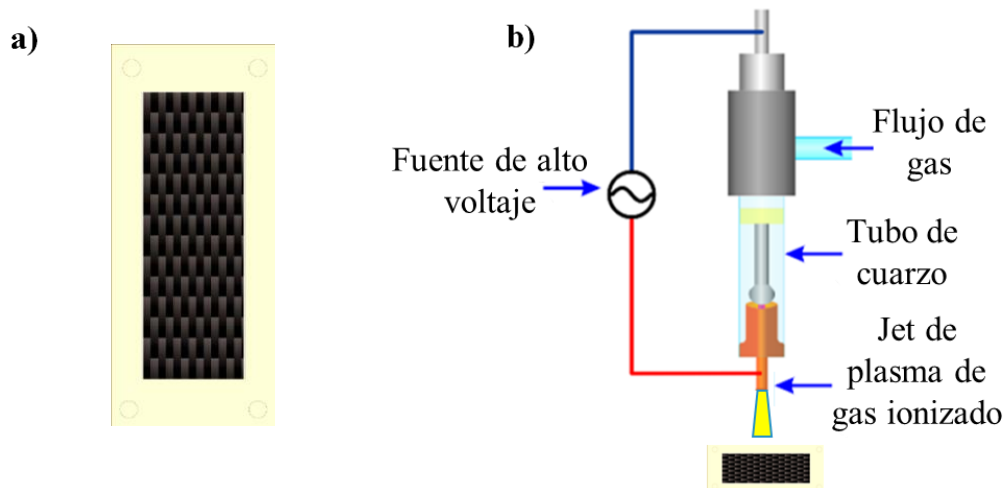 a)
b)
Fuente de alto
voltaje
Flujo de
gas
Tubo de
cuarzo
Jet de
plasma de
gas ionizado